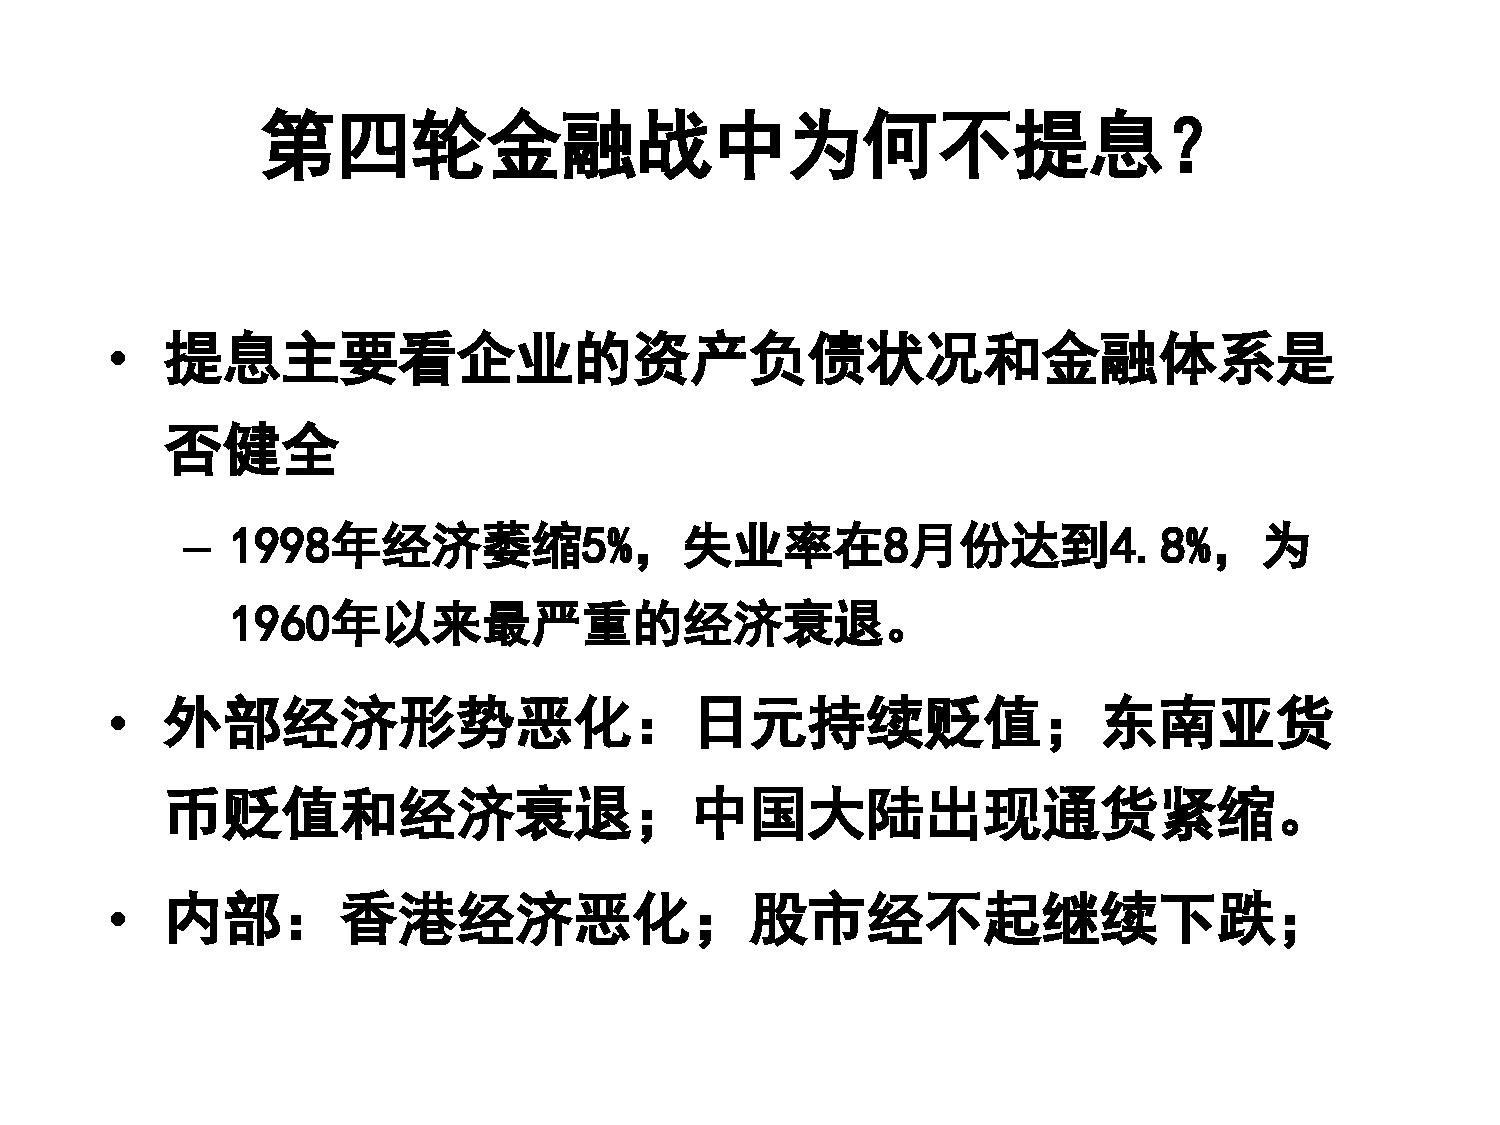 第四轮金融战中为何不提息？
• 提息主要看企业的资产负债状况和金融体系是
否健全
– 1998年经济萎缩5%，失业率在8月份达到4.8%，为
1960年以来最严重的经济衰退。
• 外部经济形势恶化：日元持续贬值；东南亚货
币贬值和经济衰退；中国大陆出现通货紧缩。
• 内部：香港经济恶化；股市经不起继续下跌；